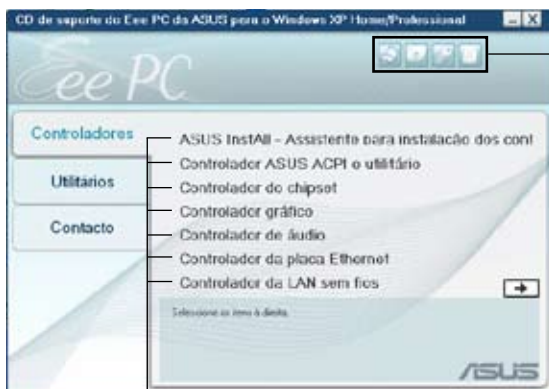 CD de suporte do Eee PC da ASUS para o Windows XP Home/Professional
Eee PC
Controladores
Utilitários
Contacto
ASUS InstAll - Assistente para instalação dos cont
Controlador ASUS ACPI e utilitário
Controlador do chipset
Controlador gráfico
Controlador de áudio
Controlador da placa Ethernet
Controlador da LAN sem fios
Seleccione os itens à direita.
ASUS